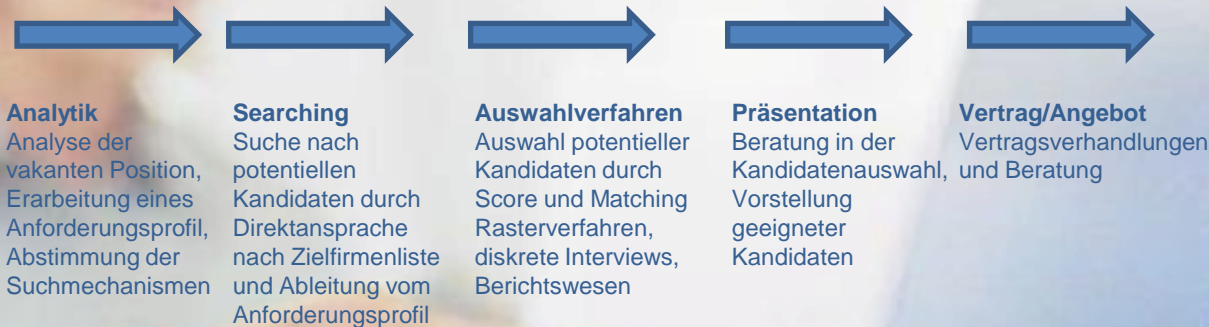 Analytik
Analyse der
vakanten Position,
Erarbeitung eines
Anforderungsprofil,
Abstimmung der
Suchmechanismen
Searching
Suche nach
potentiellen
Kandidaten durch
Direktansprache
nach Zielfirmenliste
und Ableitung vom
Anforderungsprofil
Auswahlverfahren
Auswahl potentieller
Kandidaten durch
Score und Matching
Rasterverfahren,
diskrete Interviews,
Berichtswesen
Präsentation
Beratung in der
Kandidatenauswahl,
Vorstellung
geeigneter
Kandidaten
Vertrag/Angebot
Vertragsverhandlungen
und Beratung